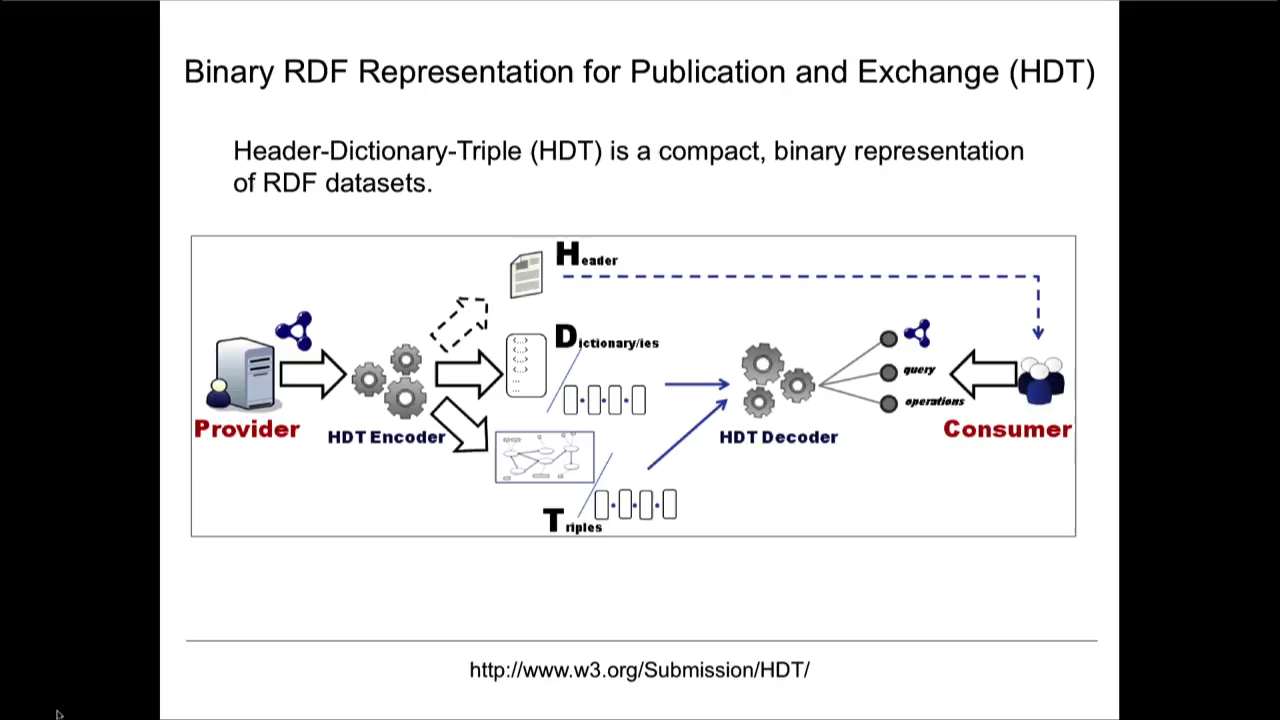 Binary RDF Representation for Publication and Exchange (HDT)
Header-Dictionary-Triple (HDT) is a compact, binary representation
of RDF datasets.
Header
Dictionary/ies
query
operations
Provider
HDT Encoder
HDT Decoder
Consumer
Triples
http://www.w3.org/Submission/HDT/